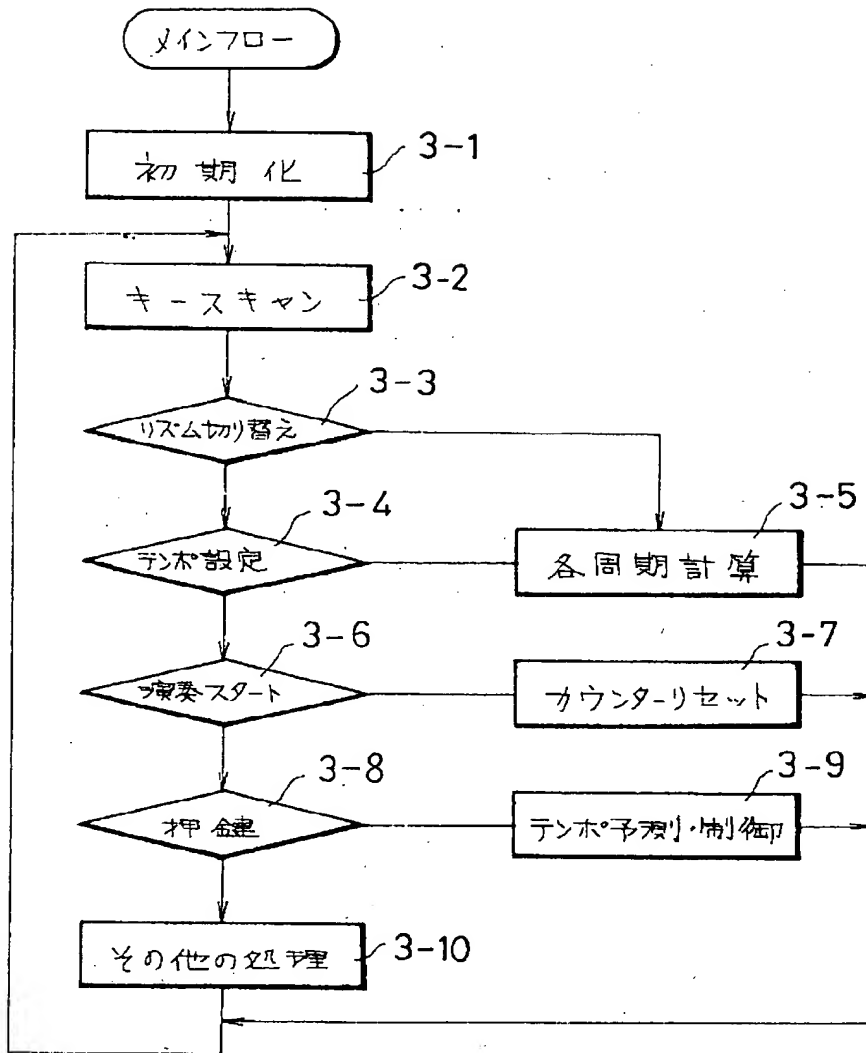 メインフロー
初期化
3-1
キースキャン
3-2
3-3
リズム切り替え
3-4
テンポ設定
3-5
各周期計算
3-6
演奏スタート
3-7
カウンターリセット
3-8
押鍵
3-9
テンポ予測・制御
その他の処理
3-10